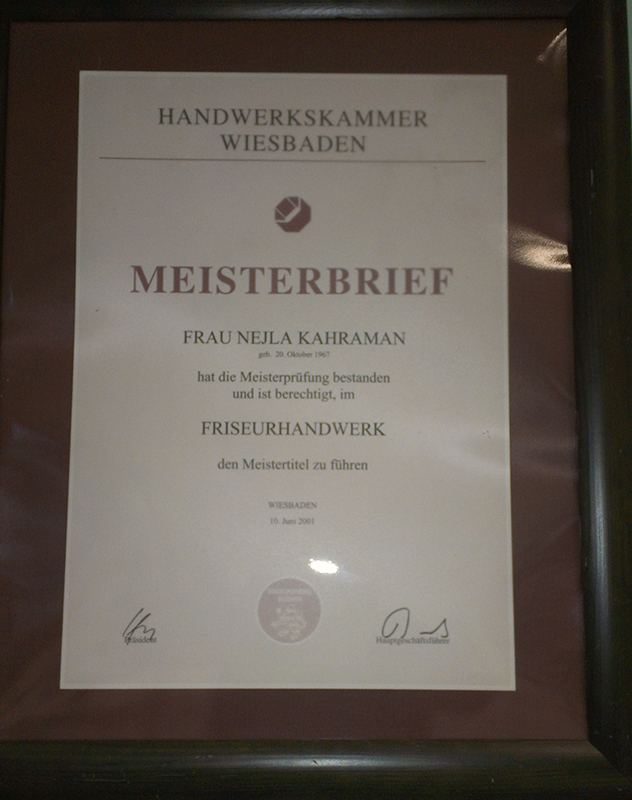 HANDWERKSKAMMER
WIESBADEN
MEISTERBRIEF
FRAU NEJLA KAHRAMAN
geb. 20. Oktober 1967
hat die Meisterprüfung bestanden
und ist berechtigt, im
FRISEURHANDWERK
den Meistertitel zu führen
WIESBADEN
10. Juni 2001
Präsident
Hauptgeschäftsführer